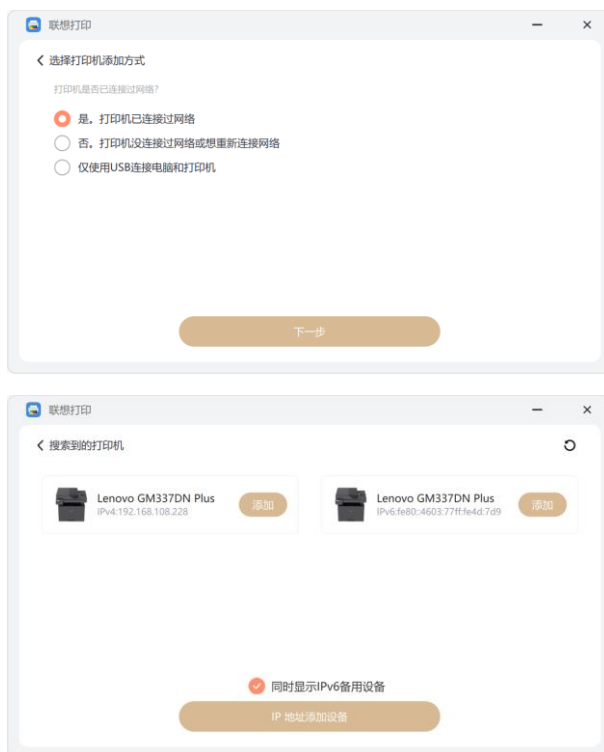 联想打印
选择打印机添加方式
打印机是否已连接过网络?
是，打印机已连接过网络
否，打印机没连接过网络或想重新连接网络
仅使用USB连接电脑和打印机
下一步
联想打印
搜索到的打印机
Lenovo GM337DN Plus
IPv4:192.168.108.228
添加
Lenovo GM337DN Plus
IPv6:fe80::4603:77ff:fe4d:7d9
添加
同时显示IPv6备用设备
IP 地址添加设备